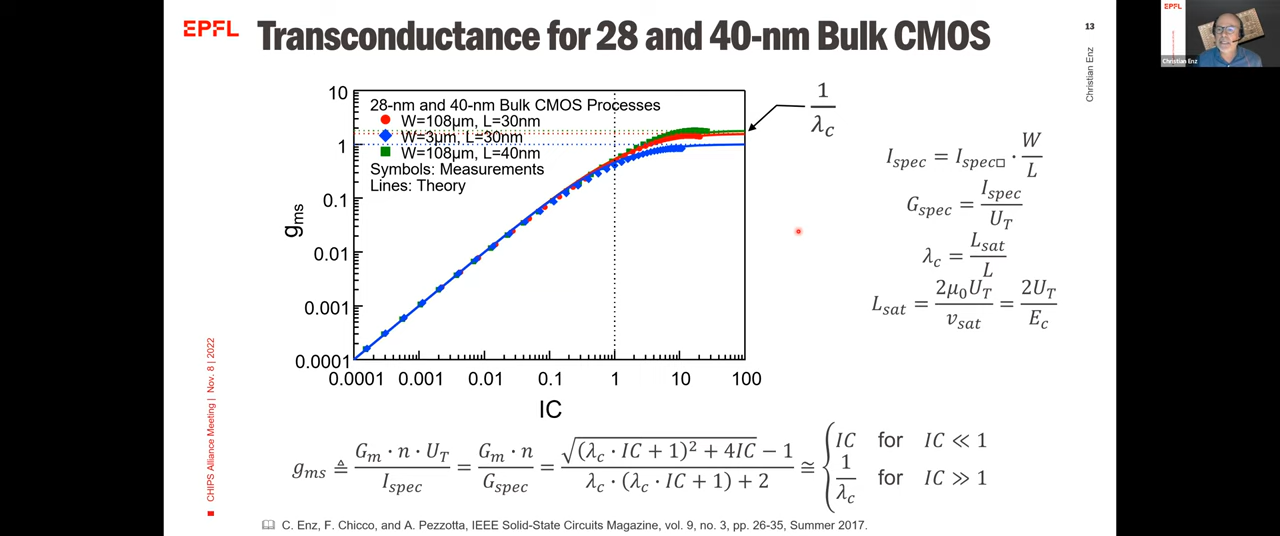 EPFL
Transconductance for 28 and 40-nm Bulk CMOS
13
Christian Enz
CHIPS Alliance Meeting | Nov. 8 | 2022
10
1
0.1
0.01
0.001
0.0001
g_ms
28-nm and 40-nm Bulk CMOS Processes
W=108µm, L=30nm
W=3µm, L=30nm
W=108µm, L=40nm
Symbols: Measurements
Lines: Theory
0.0001 0.001 0.01 0.1 1 10 100
IC
1/λ_c
I_spec = I_spec□ · W/L
G_spec = I_spec/U_T
λ_c = L_sat/L
L_sat = 2μ₀U_T/v_sat = 2U_T/E_c
g_ms ≜ G_m · n · U_T/I_spec = G_m · n/G_spec = (√((λ_c · IC + 1)² + 4IC) − 1)/(λ_c · (λ_c · IC + 1) + 2) ≅ { IC for IC ≪ 1
1/λ_c for IC ≫ 1
C. Enz, F. Chicco, and A. Pezzotta, IEEE Solid-State Circuits Magazine, vol. 9, no. 3, pp. 26-35, Summer 2017.
EPFL
Christian Enz